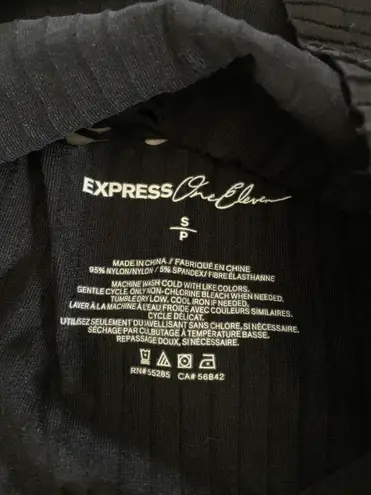 EXPRESS One Eleven
S
P
MADE IN CHINA / FABRIQUÉ EN CHINE
95% NYLON/NYLON / 5% SPANDEX/ FIBRE ÉLASTHANNE
MACHINE WASH COLD WITH LIKE COLORS.
GENTLE CYCLE. ONLY NON-CHLORINE BLEACH WHEN NEEDED.
TUMBLE DRY LOW. COOL IRON IF NEEDED.
LAVER À LA MACHINE À L'EAU FROIDE AVEC COULEURS SIMILAIRES.
CYCLE DÉLICAT.
UTILISEZ SEULEMENT DU JAVELLISANT SANS CHLORE, SI NÉCESSAIRE.
SÉCHAGE PAR CULBUTAGE À TEMPÉRATURE BASSE.
REPASSAGE DOUX, SI NÉCESSAIRE.
RN# 55285 CA# 56842